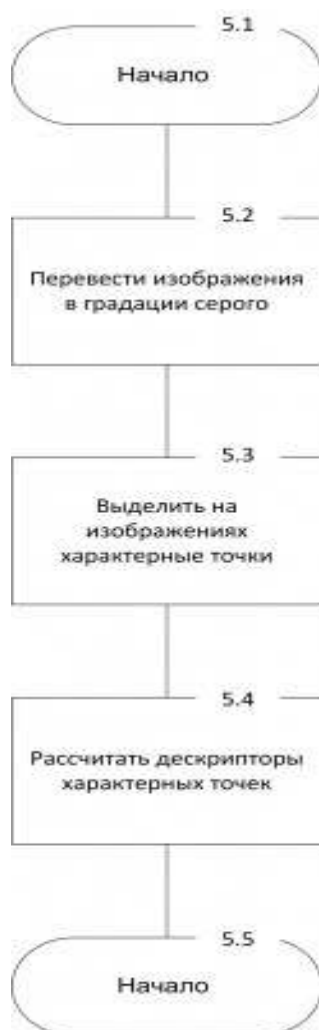 5.1
Начало
5.2
Перевести изображения
в градации серого
5.3
Выделить на
изображениях
характерные точки
5.4
Рассчитать дескрипторы
характерных точек
5.5
Начало